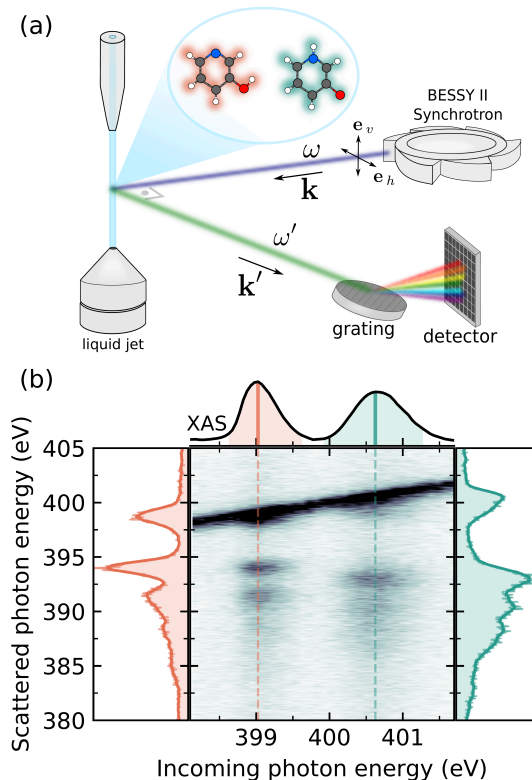 (a)
BESSY II
Synchrotron
e_v
ω
e_h
k
ω′
k′
grating
detector
liquid jet
(b)
XAS
Scattered photon energy (eV)
405
400
395
390
385
380
399
400
401
Incoming photon energy (eV)